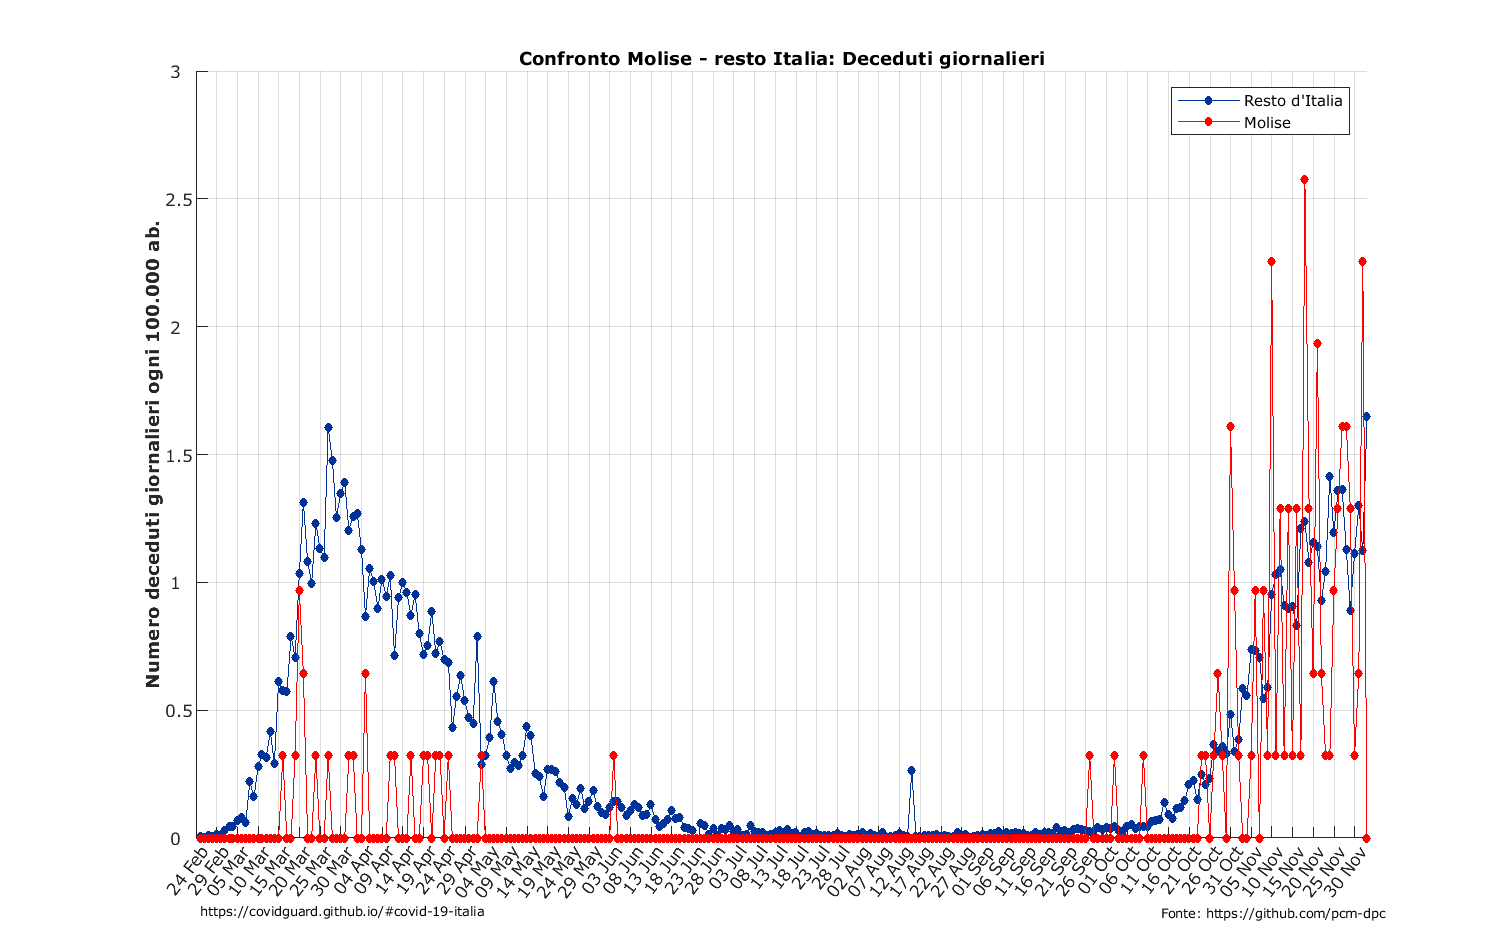 Confronto Molise - resto Italia: Deceduti giornalieri
3
2.5
2
1.5
1
0.5
0
Numero deceduti giornalieri ogni 100.000 ab.
Resto d'Italia
Molise
24 Feb
29 Feb
05 Mar
10 Mar
15 Mar
20 Mar
25 Mar
30 Mar
04 Apr
09 Apr
14 Apr
19 Apr
24 Apr
29 Apr
04 May
09 May
14 May
19 May
24 May
29 May
03 Jun
08 Jun
13 Jun
18 Jun
23 Jun
28 Jun
03 Jul
08 Jul
13 Jul
18 Jul
23 Jul
28 Jul
02 Aug
07 Aug
12 Aug
17 Aug
22 Aug
27 Aug
01 Sep
06 Sep
11 Sep
16 Sep
21 Sep
26 Sep
01 Oct
06 Oct
11 Oct
16 Oct
21 Oct
26 Oct
31 Oct
05 Nov
10 Nov
15 Nov
20 Nov
25 Nov
30 Nov
https://covidguard.github.io/#covid-19-italia
Fonte: https://github.com/pcm-dpc